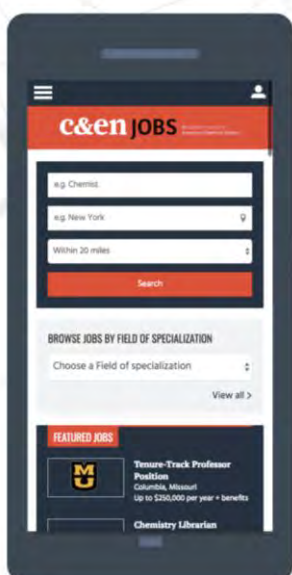 c&en JOBS
e.g. Chemist
e.g. New York
Within 20 miles
Search
BROWSE JOBS BY FIELD OF SPECIALIZATION
Choose a Field of specialization
View all >
FEATURED JOBS
Tenure-Track Professor
Position
Columbia, Missouri
Up to $250,000 per year + benefits
Chemistry Librarian